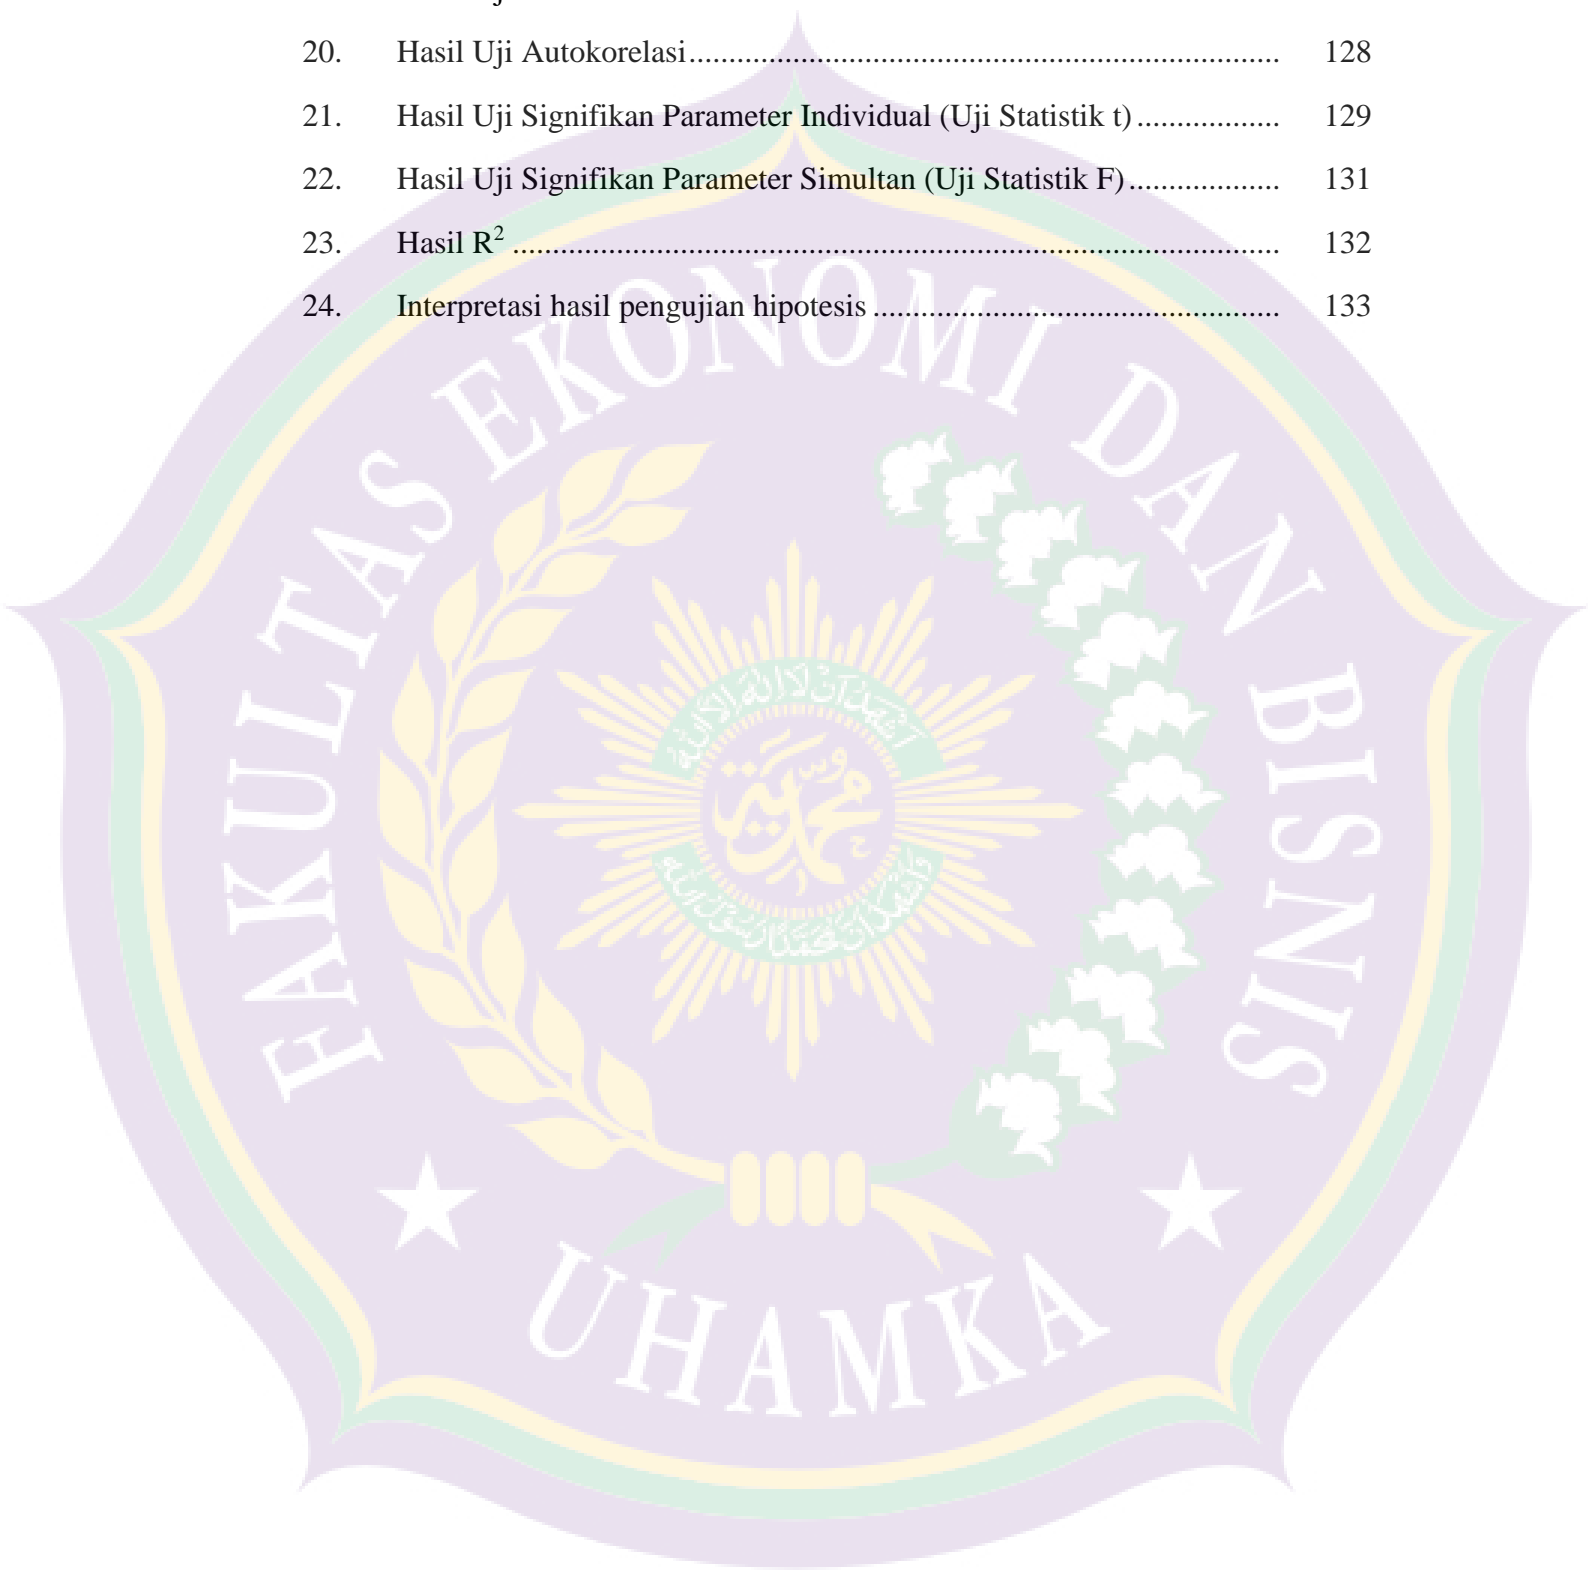 20. Hasil Uji Autokorelasi......................................................................... 128
21. Hasil Uji Signifikan Parameter Individual (Uji Statistik t).................. 129
22. Hasil Uji Signifikan Parameter Simultan (Uji Statistik F)................... 131
23. Hasil R² ............................................................................................... 132
24. Interpretasi hasil pengujian hipotesis .................................................. 133
FAKULTAS EKONOMI DAN BISNIS
محمدية
UHAMKA